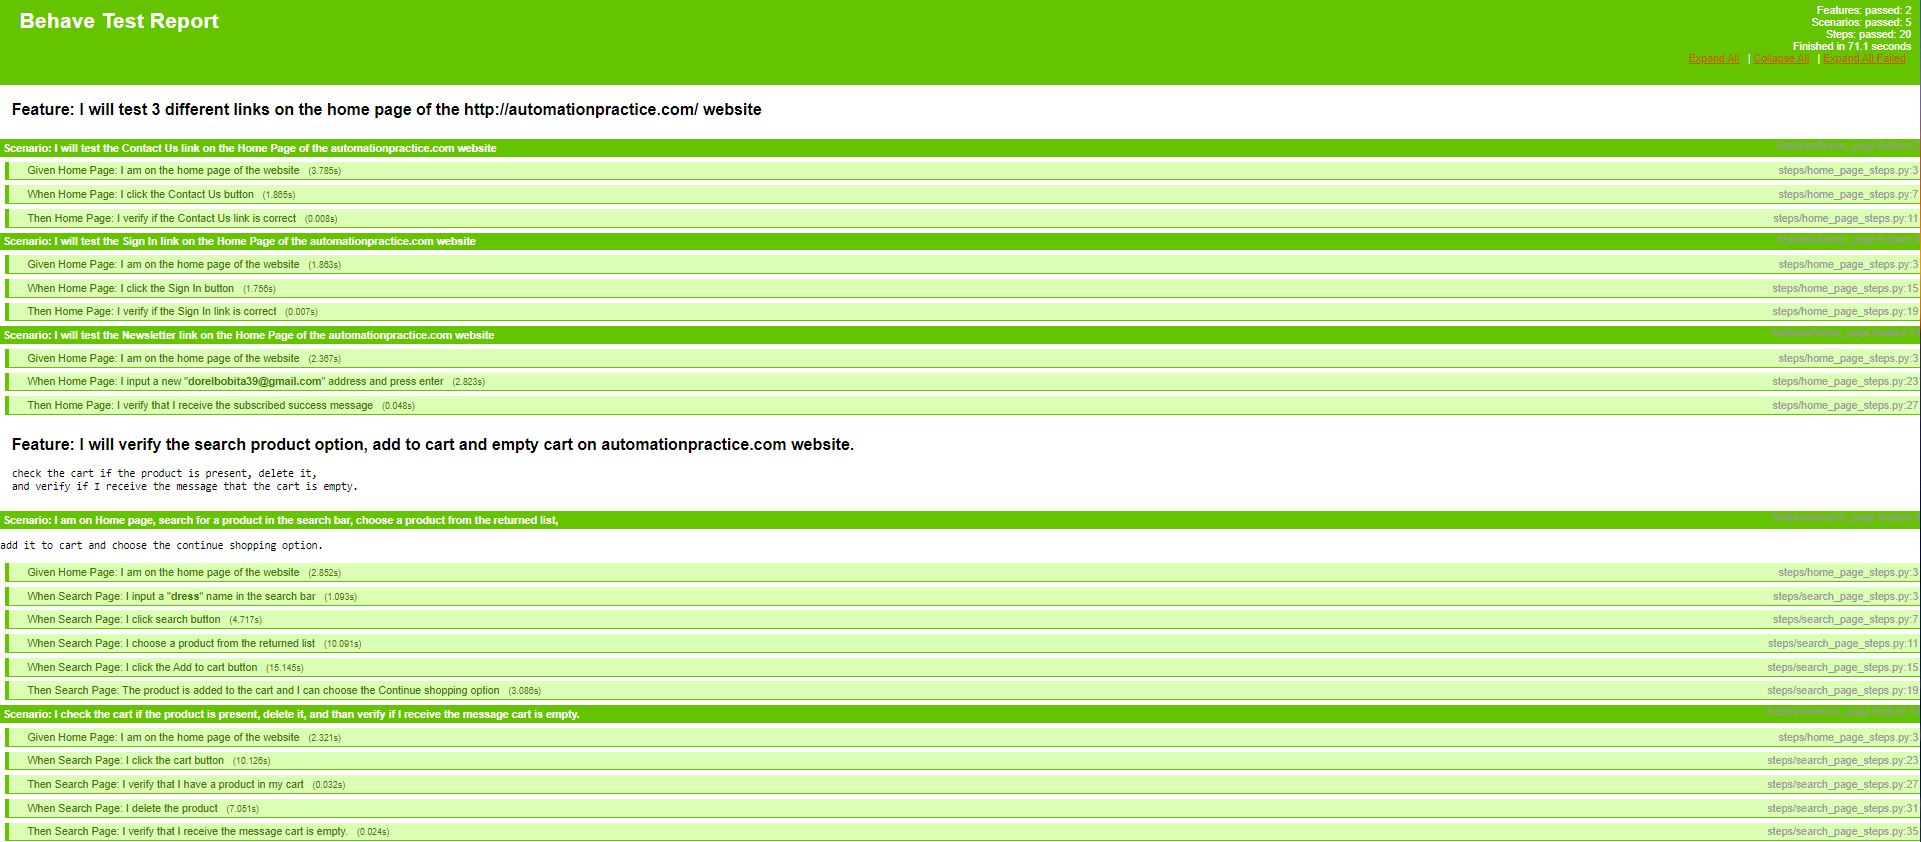 Behave Test Report
Features: passed: 2
Scenarios: passed: 5
Steps: passed: 20
Finished in 71.1 seconds
Expand All | Collapse All | Expand All Failed
Feature: I will test 3 different links on the home page of the http://automationpractice.com/ website
Scenario: I will test the Contact Us link on the Home Page of the automationpractice.com website
Given Home Page: I am on the home page of the website (3.785s) steps/home_page_steps.py:3
When Home Page: I click the Contact Us button (1.865s) steps/home_page_steps.py:7
Then Home Page: I verify if the Contact Us link is correct (0.008s) steps/home_page_steps.py:11
Scenario: I will test the Sign In link on the Home Page of the automationpractice.com website
Given Home Page: I am on the home page of the website (1.863s) steps/home_page_steps.py:3
When Home Page: I click the Sign In button (1.756s) steps/home_page_steps.py:15
Then Home Page: I verify if the Sign In link is correct (0.007s) steps/home_page_steps.py:19
Scenario: I will test the Newsletter link on the Home Page of the automationpractice.com website
Given Home Page: I am on the home page of the website (2.367s) steps/home_page_steps.py:3
When Home Page: I input a new "dorelbobita39@gmail.com" address and press enter (2.823s) steps/home_page_steps.py:23
Then Home Page: I verify that I receive the subscribed success message (0.048s) steps/home_page_steps.py:27
Feature: I will verify the search product option, add to cart and empty cart on automationpractice.com website.
check the cart if the product is present, delete it,
and verify if I receive the message that the cart is empty.
Scenario: I am on Home page, search for a product in the search bar, choose a product from the returned list,
add it to cart and choose the continue shopping option.
Given Home Page: I am on the home page of the website (2.852s) steps/home_page_steps.py:3
When Search Page: I input a "dress" name in the search bar (1.093s) steps/search_page_steps.py:3
When Search Page: I click search button (4.717s) steps/search_page_steps.py:7
When Search Page: I choose a product from the returned list (10.091s) steps/search_page_steps.py:11
When Search Page: I click the Add to cart button (15.145s) steps/search_page_steps.py:15
Then Search Page: The product is added to the cart and I can choose the Continue shopping option (3.086s) steps/search_page_steps.py:19
Scenario: I check the cart if the product is present, delete it, and than verify if I receive the message cart is empty.
Given Home Page: I am on the home page of the website (2.321s) steps/home_page_steps.py:3
When Search Page: I click the cart button (10.126s) steps/search_page_steps.py:23
Then Search Page: I verify that I have a product in my cart (0.032s) steps/search_page_steps.py:27
When Search Page: I delete the product (7.051s) steps/search_page_steps.py:31
Then Search Page: I verify that I receive the message cart is empty. (0.024s) steps/search_page_steps.py:35